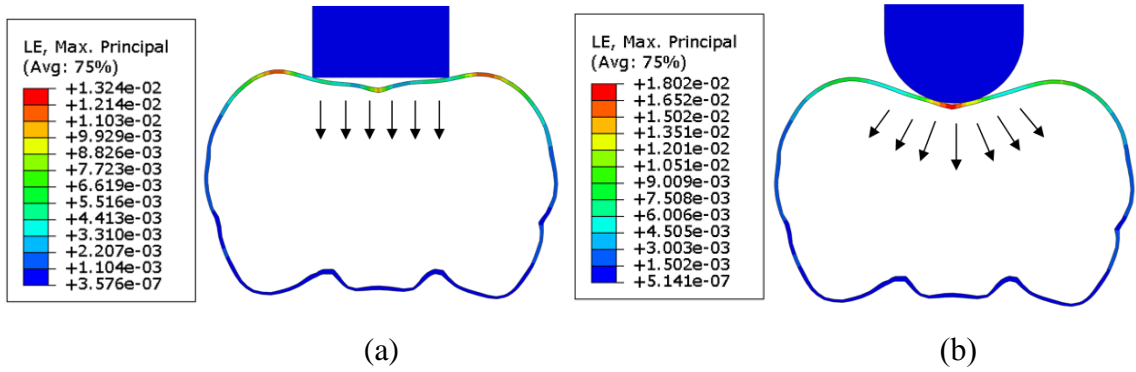 LE, Max. Principal
(Avg: 75%)
+1.324e-02
+1.214e-02
+1.103e-02
+9.929e-03
+8.826e-03
+7.723e-03
+6.619e-03
+5.516e-03
+4.413e-03
+3.310e-03
+2.207e-03
+1.104e-03
+3.576e-07
LE, Max. Principal
(Avg: 75%)
+1.802e-02
+1.652e-02
+1.502e-02
+1.351e-02
+1.201e-02
+1.051e-02
+9.009e-03
+7.508e-03
+6.006e-03
+4.505e-03
+3.003e-03
+1.502e-03
+5.141e-07
(a)
(b)